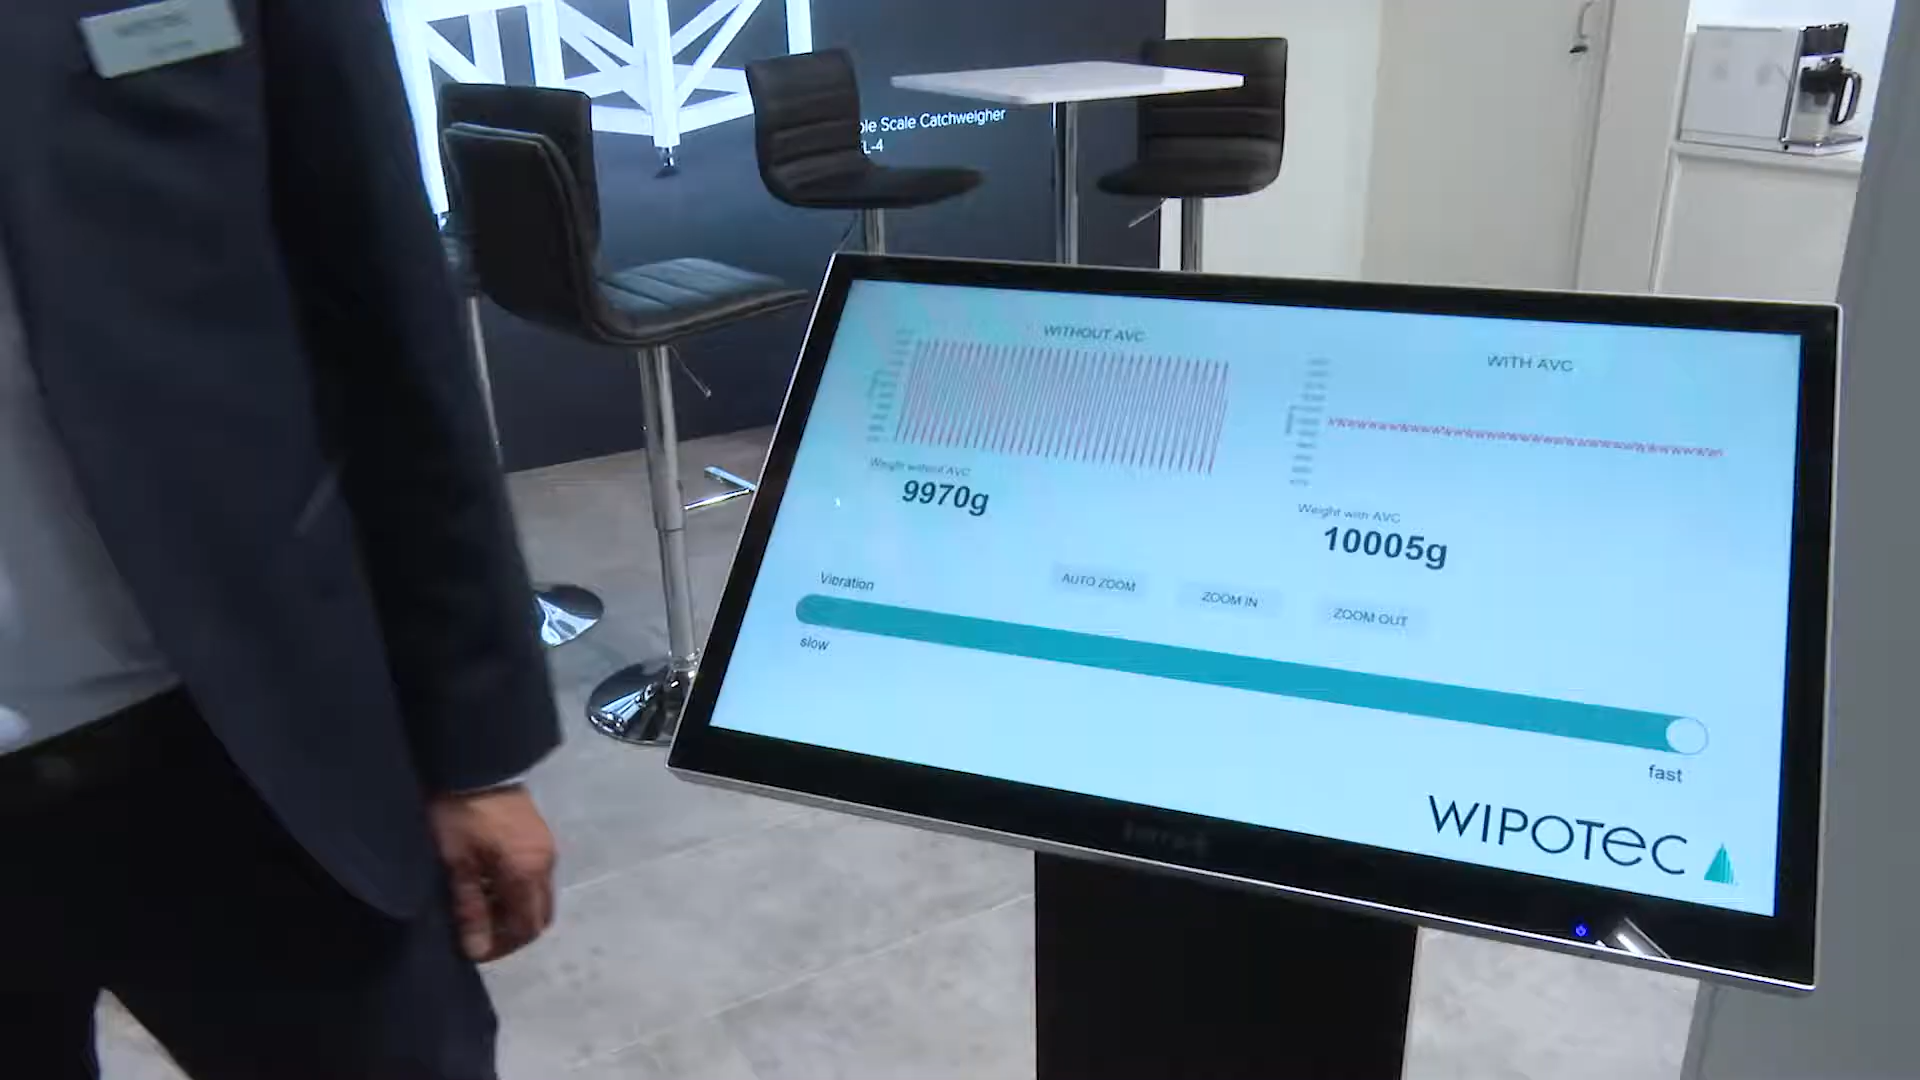 ble Scale Catchweigher
L-4
WITHOUT AVC
WITH AVC
Weight without AVC
9970g
Weight with AVC
10005g
Vibration
AUTO ZOOM
ZOOM IN
ZOOM OUT
slow
fast
WIPOTEC